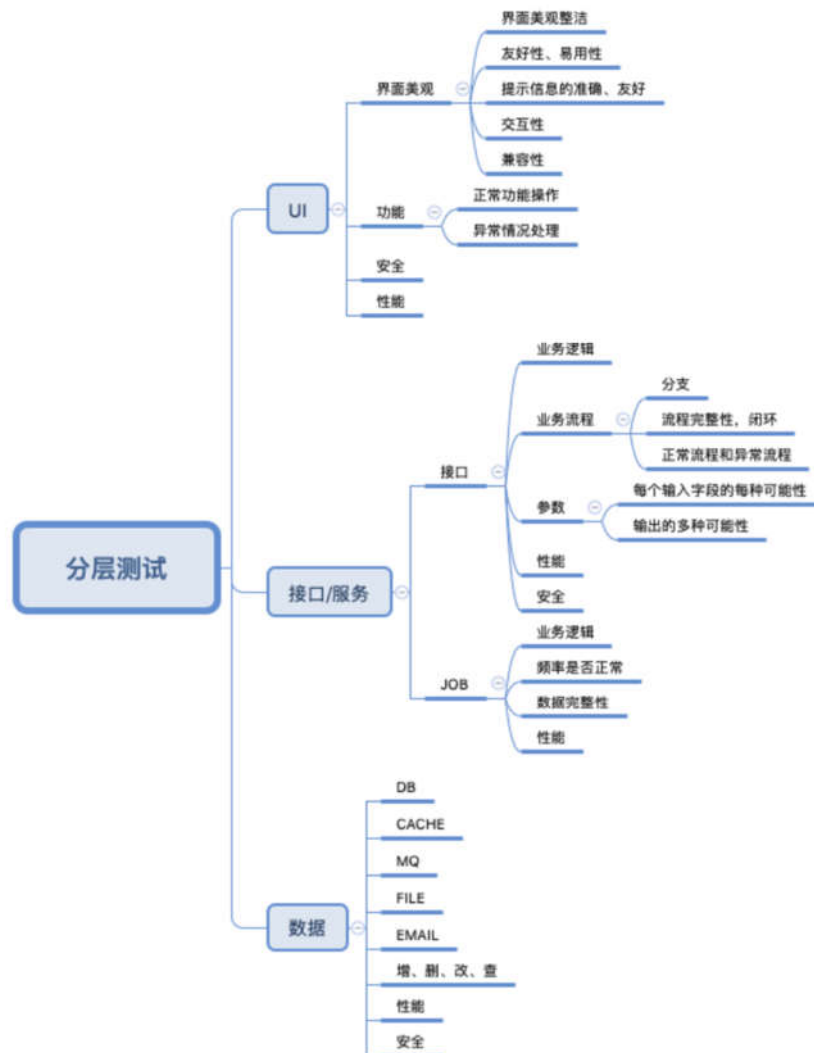 分层测试
UI
界面美观
界面美观整洁
友好性、易用性
提示信息的准确、友好
交互性
兼容性
功能
正常功能操作
异常情况处理
安全
性能
接口/服务
接口
业务逻辑
业务流程
分支
流程完整性，闭环
正常流程和异常流程
参数
每个输入字段的每种可能性
输出的多种可能性
性能
安全
JOB
业务逻辑
频率是否正常
数据完整性
性能
数据
DB
CACHE
MQ
FILE
EMAIL
增、删、改、查
性能
安全